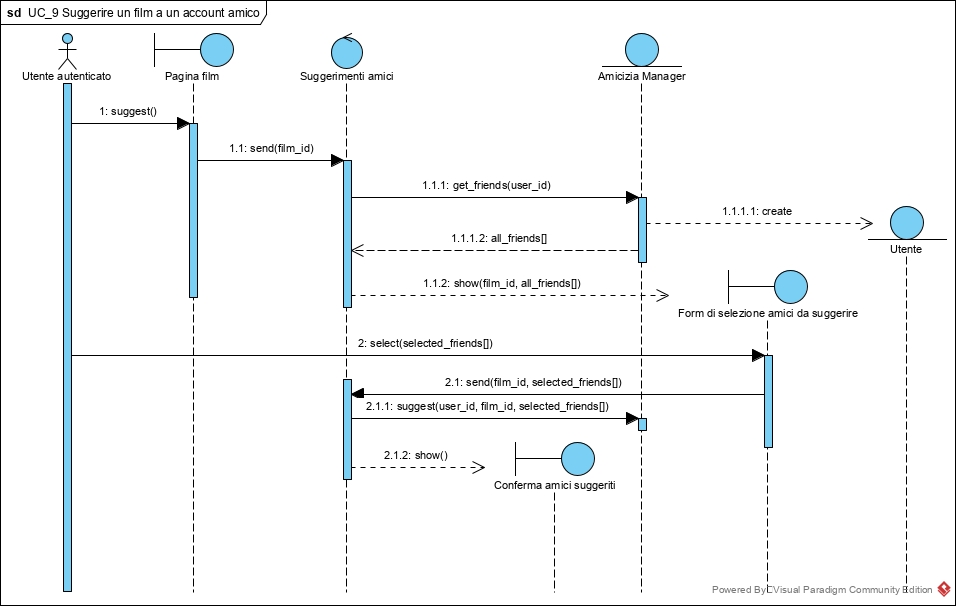 sd UC_9 Suggerire un film a un account amico
Utente autenticato
Pagina film
Suggerimenti amici
Amicizia Manager
1: suggest()
1.1: send(film_id)
1.1.1: get_friends(user_id)
1.1.1.1: create
Utente
1.1.1.2: all_friends[]
1.1.2: show(film_id, all_friends[])
Form di selezione amici da suggerire
2: select(selected_friends[])
2.1: send(film_id, selected_friends[])
2.1.1: suggest(user_id, film_id, selected_friends[])
2.1.2: show()
Conferma amici suggeriti
Powered By Visual Paradigm Community Edition